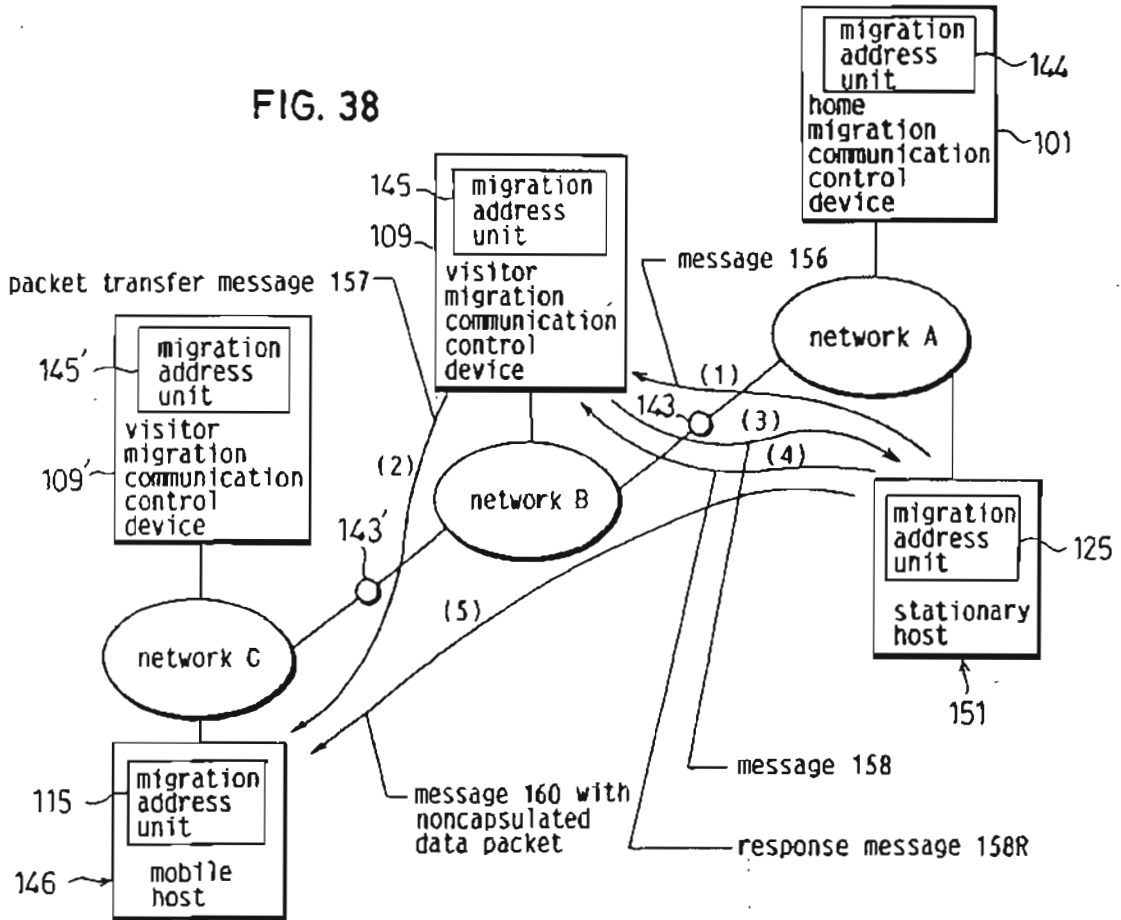 FIG. 38
migration
address
unit
144
home
migration
communication
control
device
101
145
migration
address
unit
109
visitor
migration
communication
control
device
packet transfer message 157
message 156
network A
145'
migration
address
unit
visitor
migration
communication
control
device
109'
(1)
143
(3)
(4)
(2)
network B
143'
migration
address
unit
125
stationary
host
151
(5)
network C
115
migration
address
unit
mobile
host
146
message 158
message 160 with
noncapsulated
data packet
response message 158R